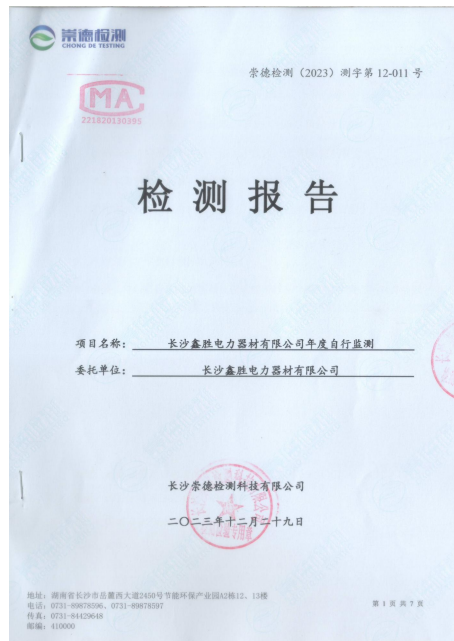 崇德检测
CHONG DE TESTING
崇德检测（2023）测字第 12-011 号
MA
221820130395
检测报告
项目名称： 长沙鑫胜电力器材有限公司年度自行监测
委托单位： 长沙鑫胜电力器材有限公司
长沙崇德检测科技有限公司
二〇二三年十二月二十九日
地址：湖南省长沙市岳麓西大道2450号节能环保产业园A2栋12、13楼
电话：0731-89878596、0731-89878597
传真：0731-84429648
邮编：410000
第 1 页 共 7 页